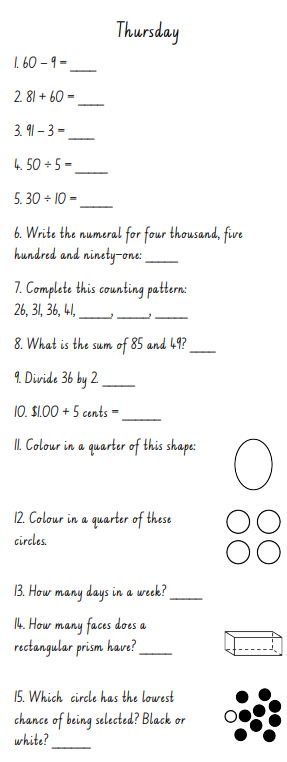 Thursday
1. 60 – 9 = ____
2. 81 + 60 = ____
3. 91 – 3 = ____
4. 50 ÷ 5 = _____
5. 30 ÷ 10 = _____
6. Write the numeral for four thousand, five
hundred and ninety-one: _____
7. Complete this counting pattern:
26, 31, 36, 41, _____, _____, _____
8. What is the sum of 85 and 49? ____
9. Divide 36 by 2. _____
10. $1.00 + 5 cents = ______
11. Colour in a quarter of this shape:
12. Colour in a quarter of these
circles.
13. How many days in a week? _____
14. How many faces does a
rectangular prism have? _____
15. Which circle has the lowest
chance of being selected? Black or
white? ______